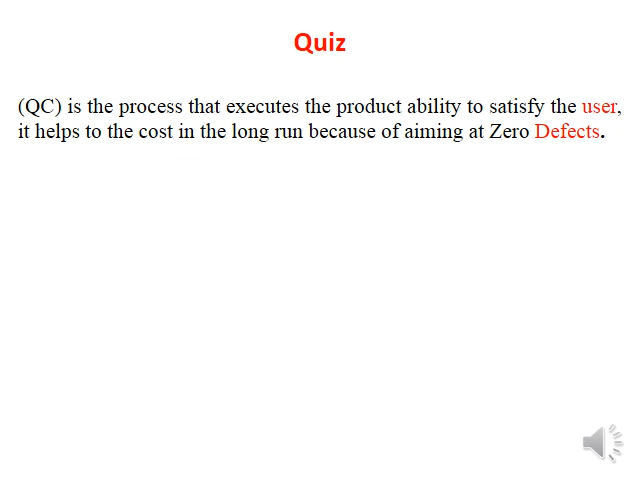 Quiz
(QC) is the process that executes the product ability to satisfy the user,
it helps to the cost in the long run because of aiming at Zero Defects.